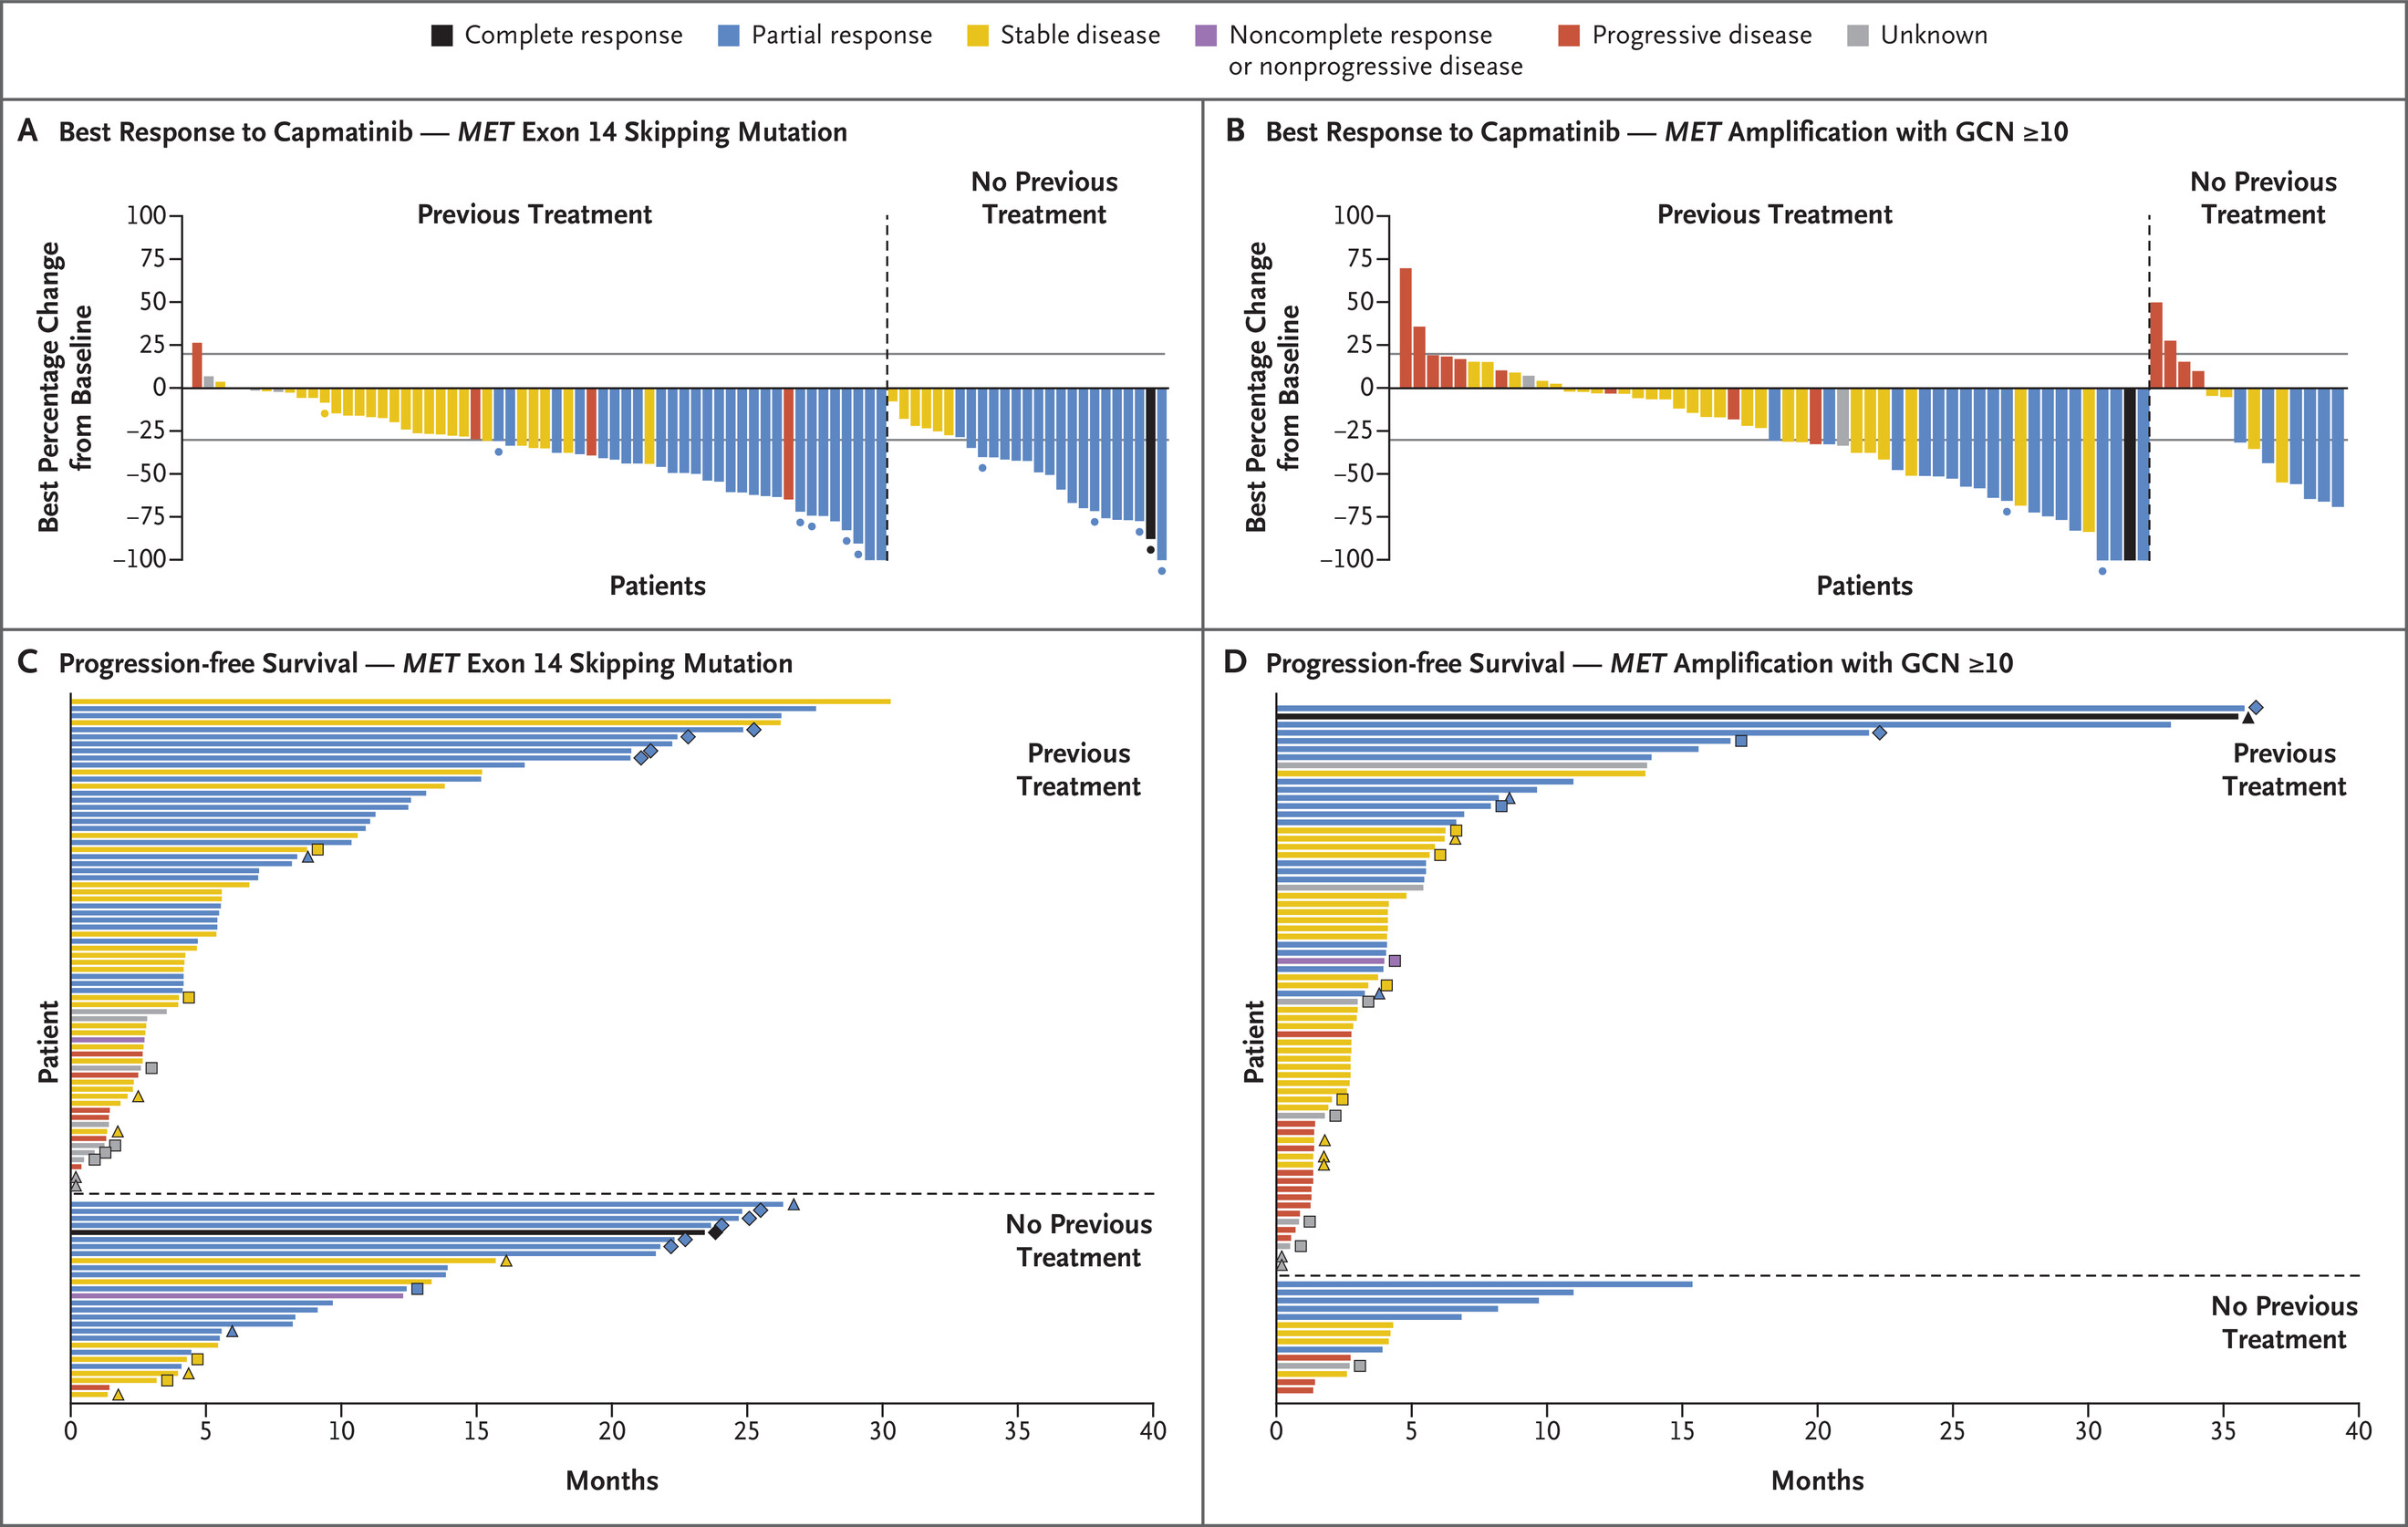 Complete response
Partial response
Stable disease
Noncomplete response
or nonprogressive disease
Progressive disease
Unknown
A Best Response to Capmatinib — MET Exon 14 Skipping Mutation
Previous Treatment
No Previous
Treatment
Best Percentage Change
from Baseline
100
75
50
25
0
−25
−50
−75
−100
Patients
B Best Response to Capmatinib — MET Amplification with GCN ≥10
Previous Treatment
No Previous
Treatment
Best Percentage Change
from Baseline
100
75
50
25
0
−25
−50
−75
−100
Patients
C Progression-free Survival — MET Exon 14 Skipping Mutation
Previous
Treatment
Patient
No Previous
Treatment
0 5 10 15 20 25 30 35 40
Months
D Progression-free Survival — MET Amplification with GCN ≥10
Previous
Treatment
Patient
No Previous
Treatment
0 5 10 15 20 25 30 35 40
Months